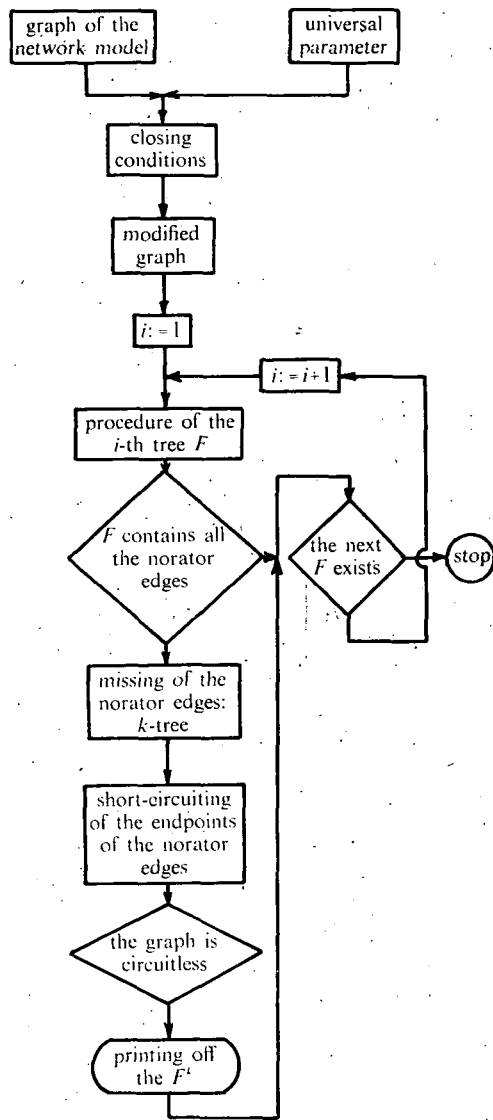 graph of the
network model
universal
parameter
closing
conditions
modified
graph
i: = 1
i: = i+1
procedure of the
i-th tree F
F contains all
the norator
edges
the next
F exists
stop
missing of the
norator edges:
k-tree
short-circuiting
of the endpoints
of the norator
edges
the graph is
circuitless
printing off
the Fⁱ